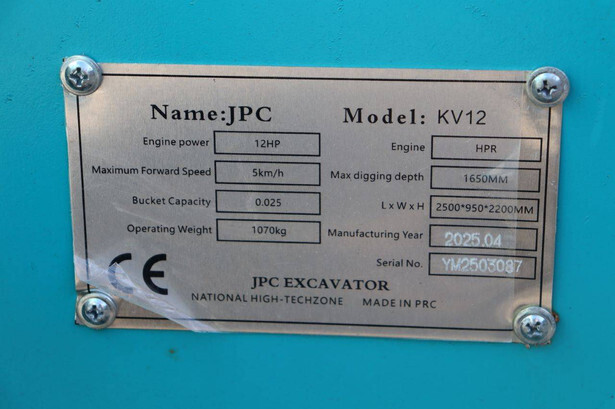 Name:JPC Model: KV12
Engine power 12HP Engine HPR
Maximum Forward Speed 5km/h Max digging depth 1650MM
Bucket Capacity 0.025 L x W x H 2500*950*2200MM
Operating Weight 1070kg Manufacturing Year 2025.04
Serial No. YM2503087
CE
JPC EXCAVATOR
NATIONAL HIGH-TECHZONE MADE IN PRC